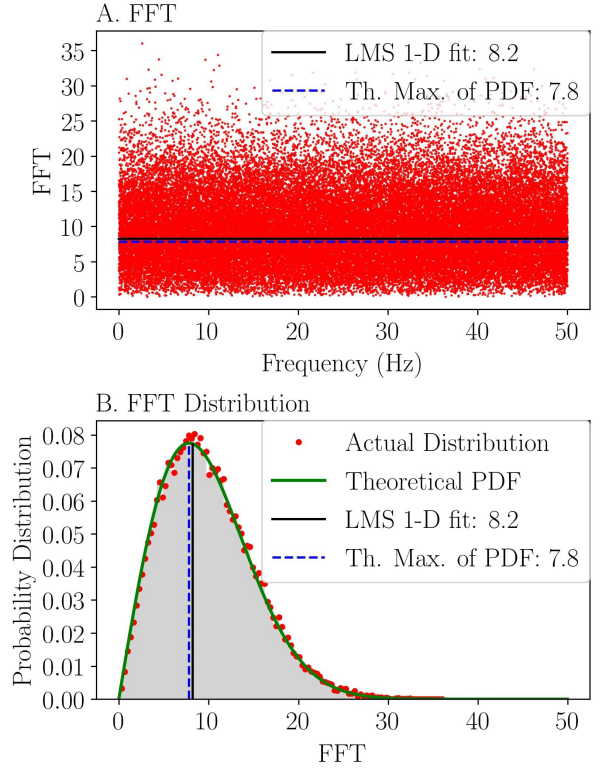 A. FFT
LMS 1-D fit: 8.2
Th. Max. of PDF: 7.8
FFT
35
30
25
20
15
10
5
0
0 10 20 30 40 50
Frequency (Hz)
B. FFT Distribution
Actual Distribution
Theoretical PDF
LMS 1-D fit: 8.2
Th. Max. of PDF: 7.8
Probability Distribution
0.08
0.07
0.06
0.05
0.04
0.03
0.02
0.01
0.00
0 10 20 30 40 50
FFT